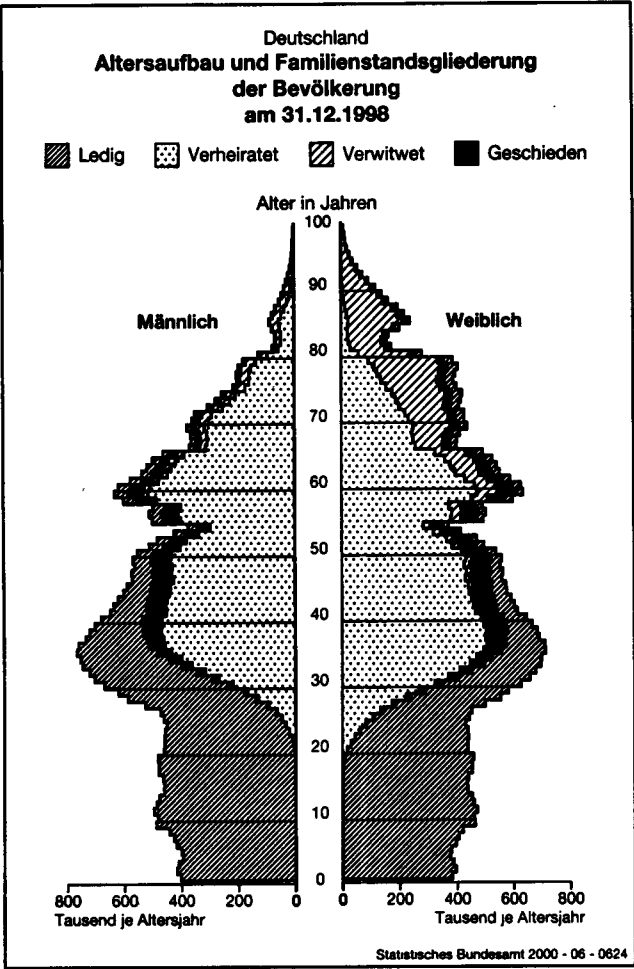 Deutschland
Altersaufbau und Familienstandsgliederung
der Bevölkerung
am 31.12.1998
Ledig Verheiratet Verwitwet Geschieden
Alter in Jahren
100
90
Männlich Weiblich
80
70
60
50
40
30
20
10
0
800 600 400 200 0 0 200 400 600 800
Tausend je Altersjahr Tausend je Altersjahr
Statistisches Bundesamt 2000 - 06 - 0624